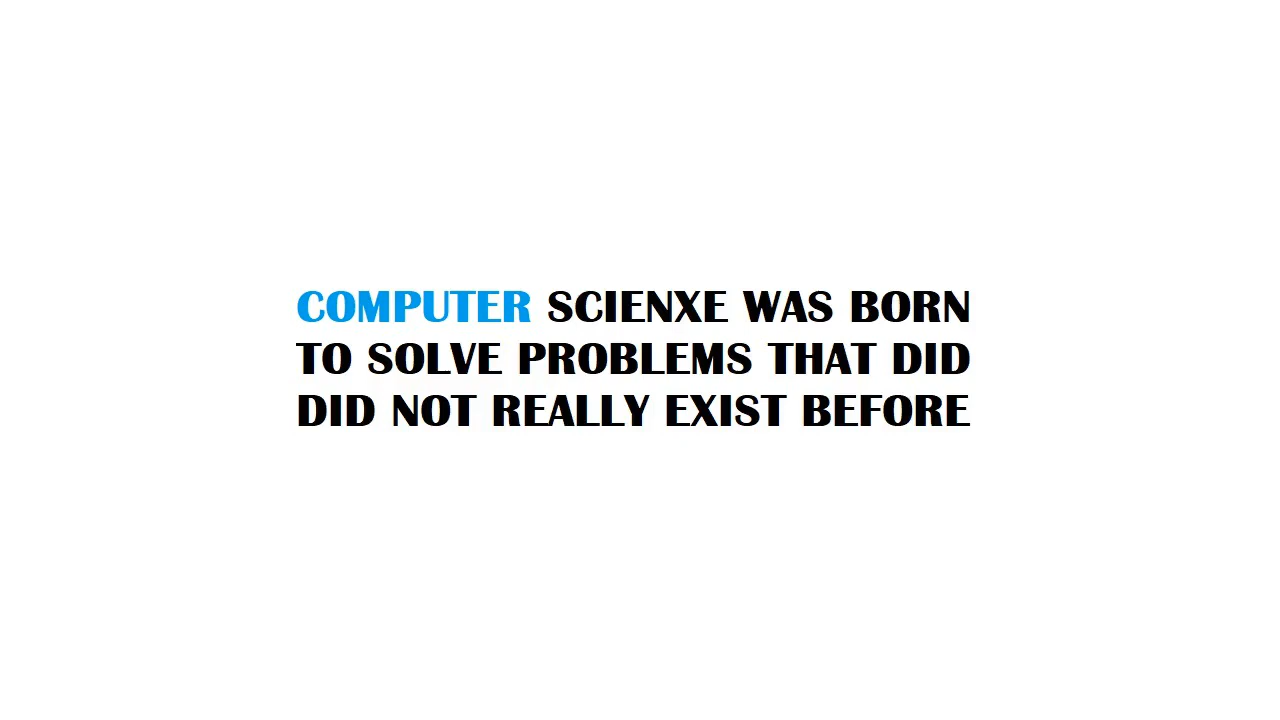 COMPUTER SCIENXE WAS BORN
TO SOLVE PROBLEMS THAT DID
DID NOT REALLY EXIST BEFORE